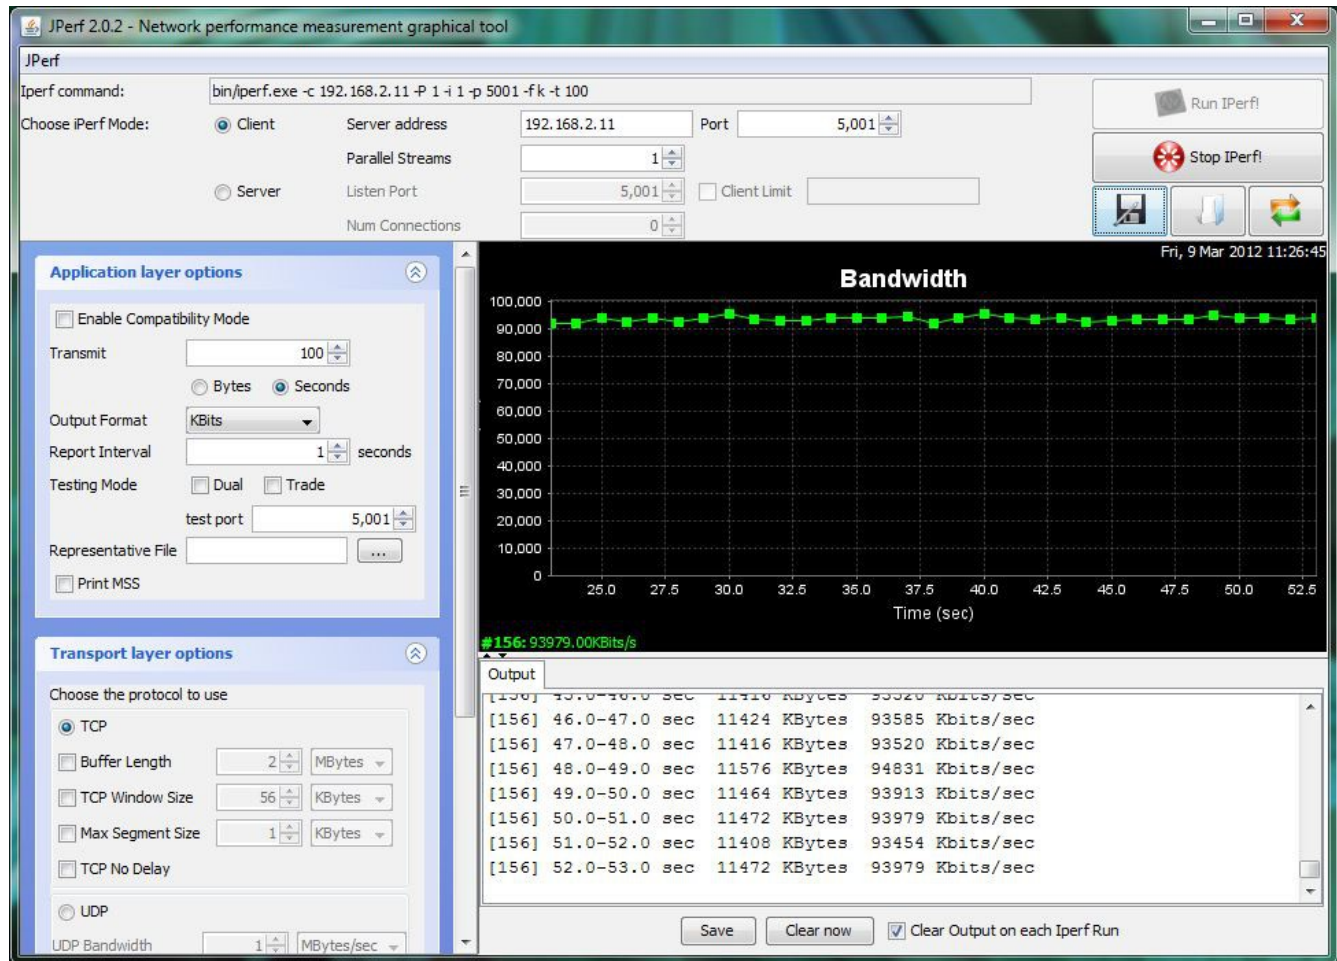 JPerf 2.0.2 - Network performance measurement graphical tool
JPerf
Iperf command: bin/iperf.exe -c 192.168.2.11 -P 1 -i 1 -p 5001 -f k -t 100
Run IPerf!
Choose iPerf Mode: Client Server address 192.168.2.11 Port 5,001
Parallel Streams 1
Stop IPerf!
Server Listen Port 5,001 Client Limit
Num Connections 0
Application layer options
Enable Compatibility Mode
Transmit 100
Bytes Seconds
Output Format KBits
Report Interval 1 seconds
Testing Mode Dual Trade
test port 5,001
Representative File ...
Print MSS
Transport layer options
Choose the protocol to use
TCP
Buffer Length 2 MBytes
TCP Window Size 56 KBytes
Max Segment Size 1 KBytes
TCP No Delay
UDP
UDP Bandwidth 1 MBytes/sec
Fri, 9 Mar 2012 11:26:45
Bandwidth
100,000
90,000
80,000
70,000
60,000
50,000
40,000
30,000
20,000
10,000
0
25.0 27.5 30.0 32.5 35.0 37.5 40.0 42.5 45.0 47.5 50.0 52.5
Time (sec)
#156: 93979.00KBits/s
Output
[156] 45.0-46.0 sec 11416 KBytes 93520 Kbits/sec
[156] 46.0-47.0 sec 11424 KBytes 93585 Kbits/sec
[156] 47.0-48.0 sec 11416 KBytes 93520 Kbits/sec
[156] 48.0-49.0 sec 11576 KBytes 94831 Kbits/sec
[156] 49.0-50.0 sec 11464 KBytes 93913 Kbits/sec
[156] 50.0-51.0 sec 11472 KBytes 93979 Kbits/sec
[156] 51.0-52.0 sec 11408 KBytes 93454 Kbits/sec
[156] 52.0-53.0 sec 11472 KBytes 93979 Kbits/sec
Save Clear now Clear Output on each Iperf Run